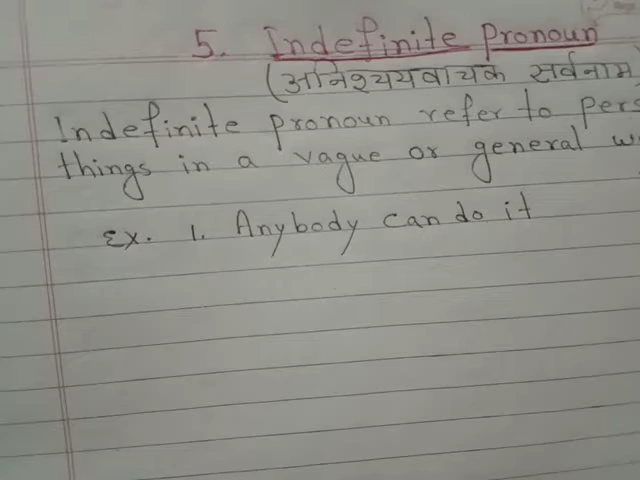 5. Indefinite pronoun
(अनिश्चयवाचक सर्वनाम)
Indefinite pronoun refer to
things in a vague or general
Ex. 1. Anybody can do it